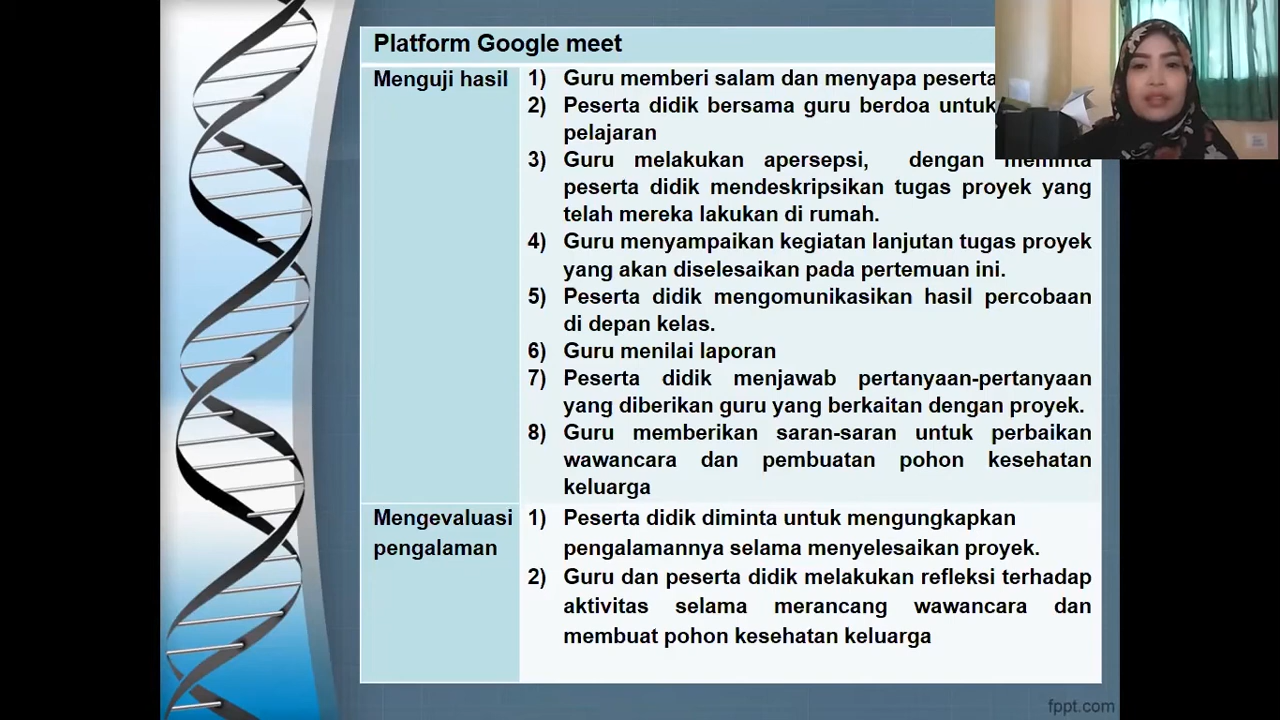 Platform Google meet
Menguji hasil
1) Guru memberi salam dan menyapa peserta
2) Peserta didik bersama guru berdoa untuk
pelajaran
3) Guru melakukan apersepsi, dengan meminta
peserta didik mendeskripsikan tugas proyek yang
telah mereka lakukan di rumah.
4) Guru menyampaikan kegiatan lanjutan tugas proyek
yang akan diselesaikan pada pertemuan ini.
5) Peserta didik mengomunikasikan hasil percobaan
di depan kelas.
6) Guru menilai laporan
7) Peserta didik menjawab pertanyaan-pertanyaan
yang diberikan guru yang berkaitan dengan proyek.
8) Guru memberikan saran-saran untuk perbaikan
wawancara dan pembuatan pohon kesehatan
keluarga
Mengevaluasi
pengalaman
1) Peserta didik diminta untuk mengungkapkan
pengalamannya selama menyelesaikan proyek.
2) Guru dan peserta didik melakukan refleksi terhadap
aktivitas selama merancang wawancara dan
membuat pohon kesehatan keluarga
fppt.com